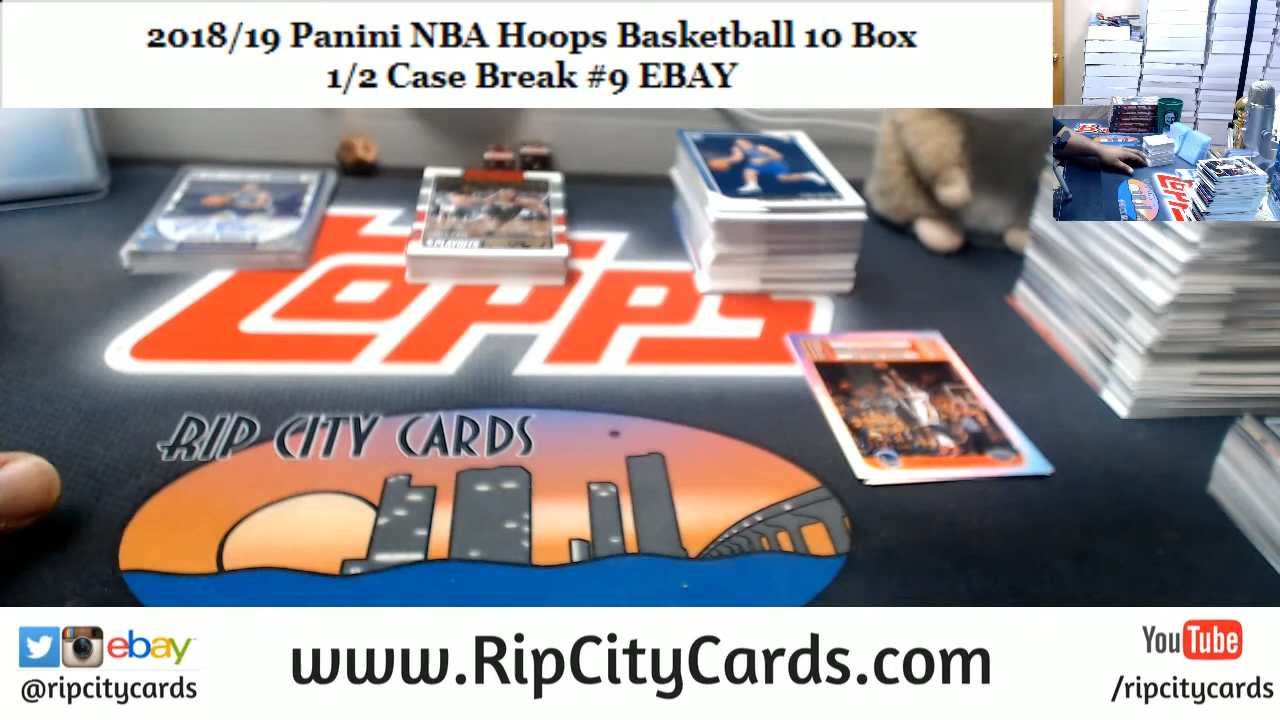 2018/19 Panini NBA Hoops Basketball 10 Box
1/2 Case Break #9 EBAY
Topps
RIP CITY CARDS
ebay
@ripcitycards
www.RipCityCards.com
YouTube
/ripcitycards